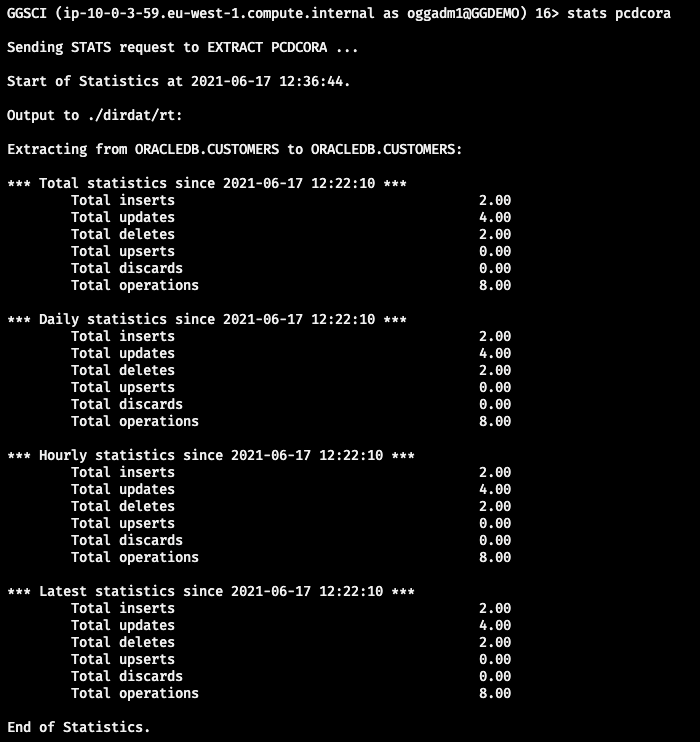 GGSCI (ip-10-0-3-59.eu-west-1.compute.internal as oggadm1@GGDEMO) 16> stats pcdcora
Sending STATS request to EXTRACT PCDCORA ...
Start of Statistics at 2021-06-17 12:36:44.
Output to ./dirdat/rt:
Extracting from ORACLEDB.CUSTOMERS to ORACLEDB.CUSTOMERS:
*** Total statistics since 2021-06-17 12:22:10 ***
Total inserts 2.00
Total updates 4.00
Total deletes 2.00
Total upserts 0.00
Total discards 0.00
Total operations 8.00
*** Daily statistics since 2021-06-17 12:22:10 ***
Total inserts 2.00
Total updates 4.00
Total deletes 2.00
Total upserts 0.00
Total discards 0.00
Total operations 8.00
*** Hourly statistics since 2021-06-17 12:22:10 ***
Total inserts 2.00
Total updates 4.00
Total deletes 2.00
Total upserts 0.00
Total discards 0.00
Total operations 8.00
*** Latest statistics since 2021-06-17 12:22:10 ***
Total inserts 2.00
Total updates 4.00
Total deletes 2.00
Total upserts 0.00
Total discards 0.00
Total operations 8.00
End of Statistics.